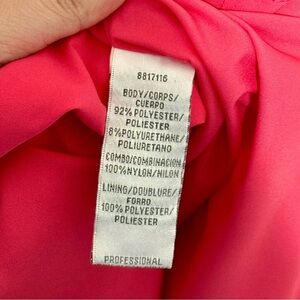 8817116
BODY/CORPS/
CUERPO
92% POLYESTER/
POLIESTER
8%POLYURETHANE/
POLIURETANO
COMBO/COMBINACION
100%NYLON/NILON
LINING/DOUBLURE/
FORRO
100% POLYESTER/
POLIESTER
PROFESSIONAL